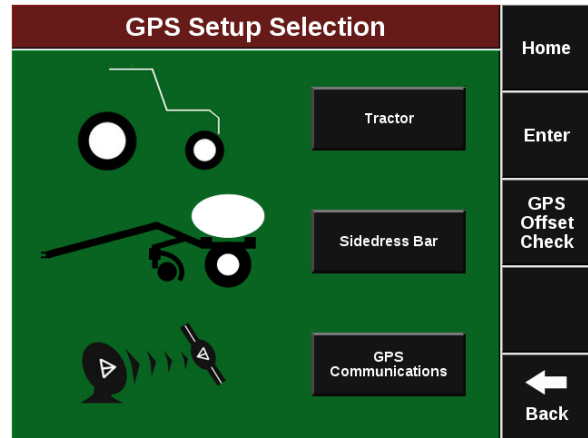 GPS Setup Selection
Home
Tractor
Enter
GPS
Offset
Check
Sidedress Bar
GPS
Communications
Back